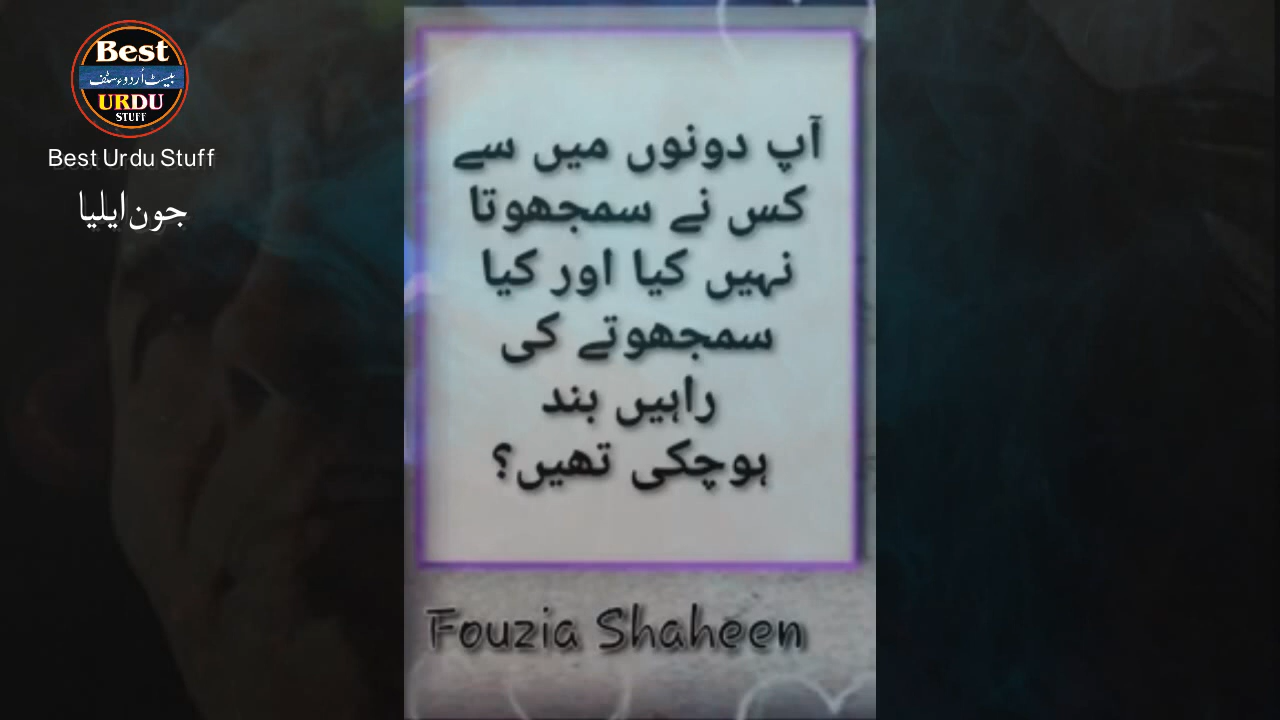 Best
بیسٹ اُردوء سٹف
URDU
STUFF
Best Urdu Stuff
جون ایلیا
آپ دونوں میں سے
کس نے سمجھوتا
نہیں کیا اور کیا
سمجھوتے کی
راہیں بند
ہوچکی تھیں؟
Fouzia Shaheen